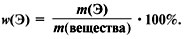 w(Э) = m(Э) / m(вещества) · 100%.